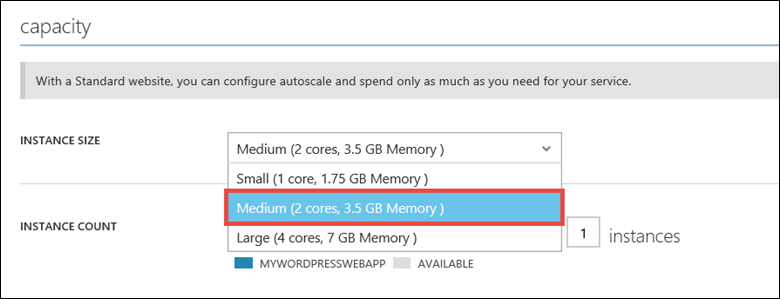 capacity
With a Standard website, you can configure autoscale and spend only as much as you need for your service.
INSTANCE SIZE
Medium (2 cores, 3.5 GB Memory )
Small (1 core, 1.75 GB Memory )
Medium (2 cores, 3.5 GB Memory )
Large (4 cores, 7 GB Memory )
INSTANCE COUNT
1 instances
MYWORDPRESSWEBAPP AVAILABLE